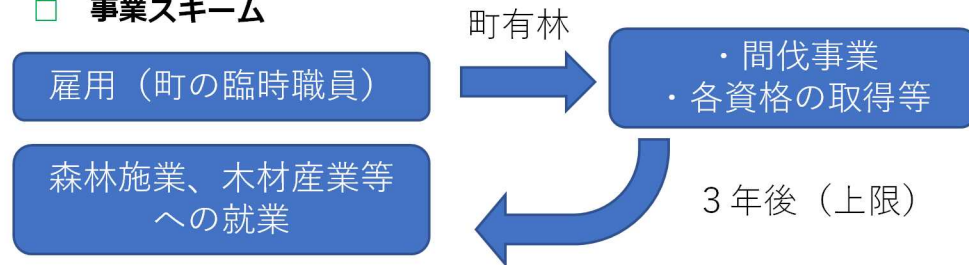 □ 事業スキーム
町有林
雇用（町の臨時職員）
・間伐事業
・各資格の取得等
森林施業、木材産業等
への就業
３年後（上限）